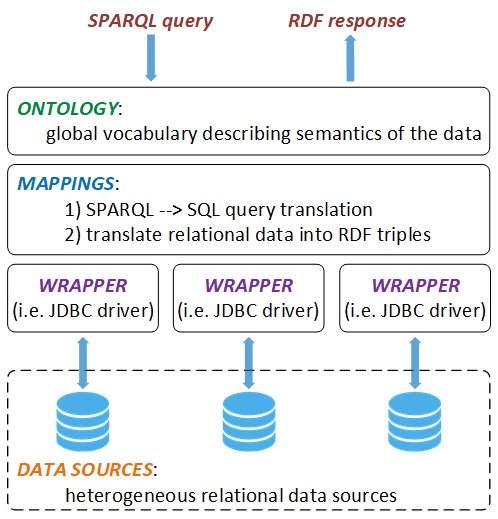 SPARQL query RDF response
ONTOLOGY:
global vocabulary describing semantics of the data
MAPPINGS:
1) SPARQL --> SQL query translation
2) translate relational data into RDF triples
WRAPPER WRAPPER WRAPPER
(i.e. JDBC driver) (i.e. JDBC driver) (i.e. JDBC driver)
DATA SOURCES:
heterogeneous relational data sources